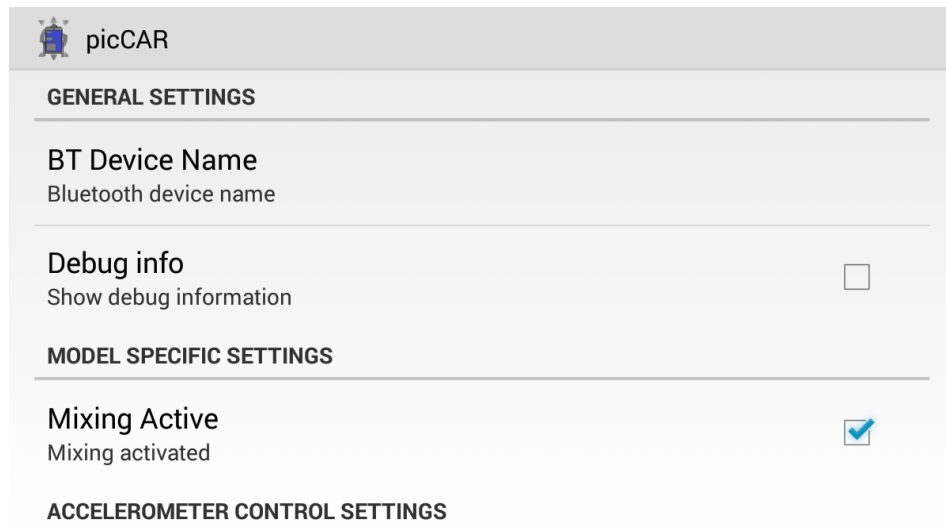 picCAR
GENERAL SETTINGS
BT Device Name
Bluetooth device name
Debug info
Show debug information
MODEL SPECIFIC SETTINGS
Mixing Active
Mixing activated
ACCELEROMETER CONTROL SETTINGS